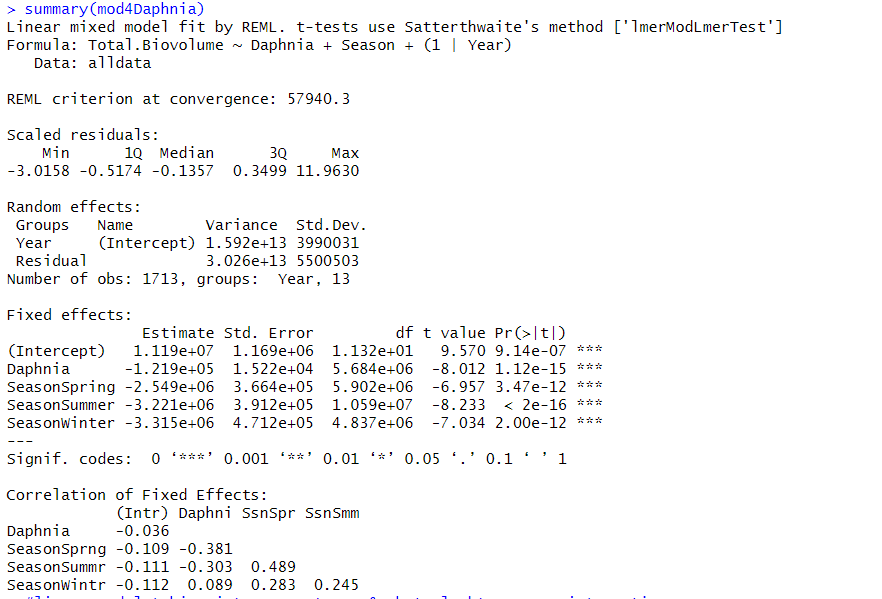 > summary(mod4Daphnia)
Linear mixed model fit by REML. t-tests use Satterthwaite's method ['lmerModLmerTest']
Formula: Total.Biovolume ~ Daphnia + Season + (1 | Year)
   Data: alldata

REML criterion at convergence: 57940.3

Scaled residuals:
    Min      1Q  Median      3Q     Max
-3.0158 -0.5174 -0.1357  0.3499 11.9630

Random effects:
 Groups   Name        Variance  Std.Dev.
 Year     (Intercept) 1.592e+13 3990031
 Residual             3.026e+13 5500503
Number of obs: 1713, groups:  Year, 13

Fixed effects:
               Estimate Std. Error         df t value Pr(>|t|)
(Intercept)   1.119e+07  1.169e+06  1.132e+01   9.570 9.14e-07 ***
Daphnia      -1.219e+05  1.522e+04  5.684e+06  -8.012 1.12e-15 ***
SeasonSpring -2.549e+06  3.664e+05  5.902e+06  -6.957 3.47e-12 ***
SeasonSummer -3.221e+06  3.912e+05  1.059e+07  -8.233  < 2e-16 ***
SeasonWinter -3.315e+06  4.712e+05  4.837e+06  -7.034 2.00e-12 ***
---
Signif. codes:  0 ‘***’ 0.001 ‘**’ 0.01 ‘*’ 0.05 ‘.’ 0.1 ‘ ’ 1

Correlation of Fixed Effects:
            (Intr) Daphni SsnSpr SsnSmm
Daphnia     -0.036
SeasonSprng -0.109 -0.381
SeasonSummr -0.111 -0.303  0.489
SeasonWintr -0.112  0.089  0.283  0.245